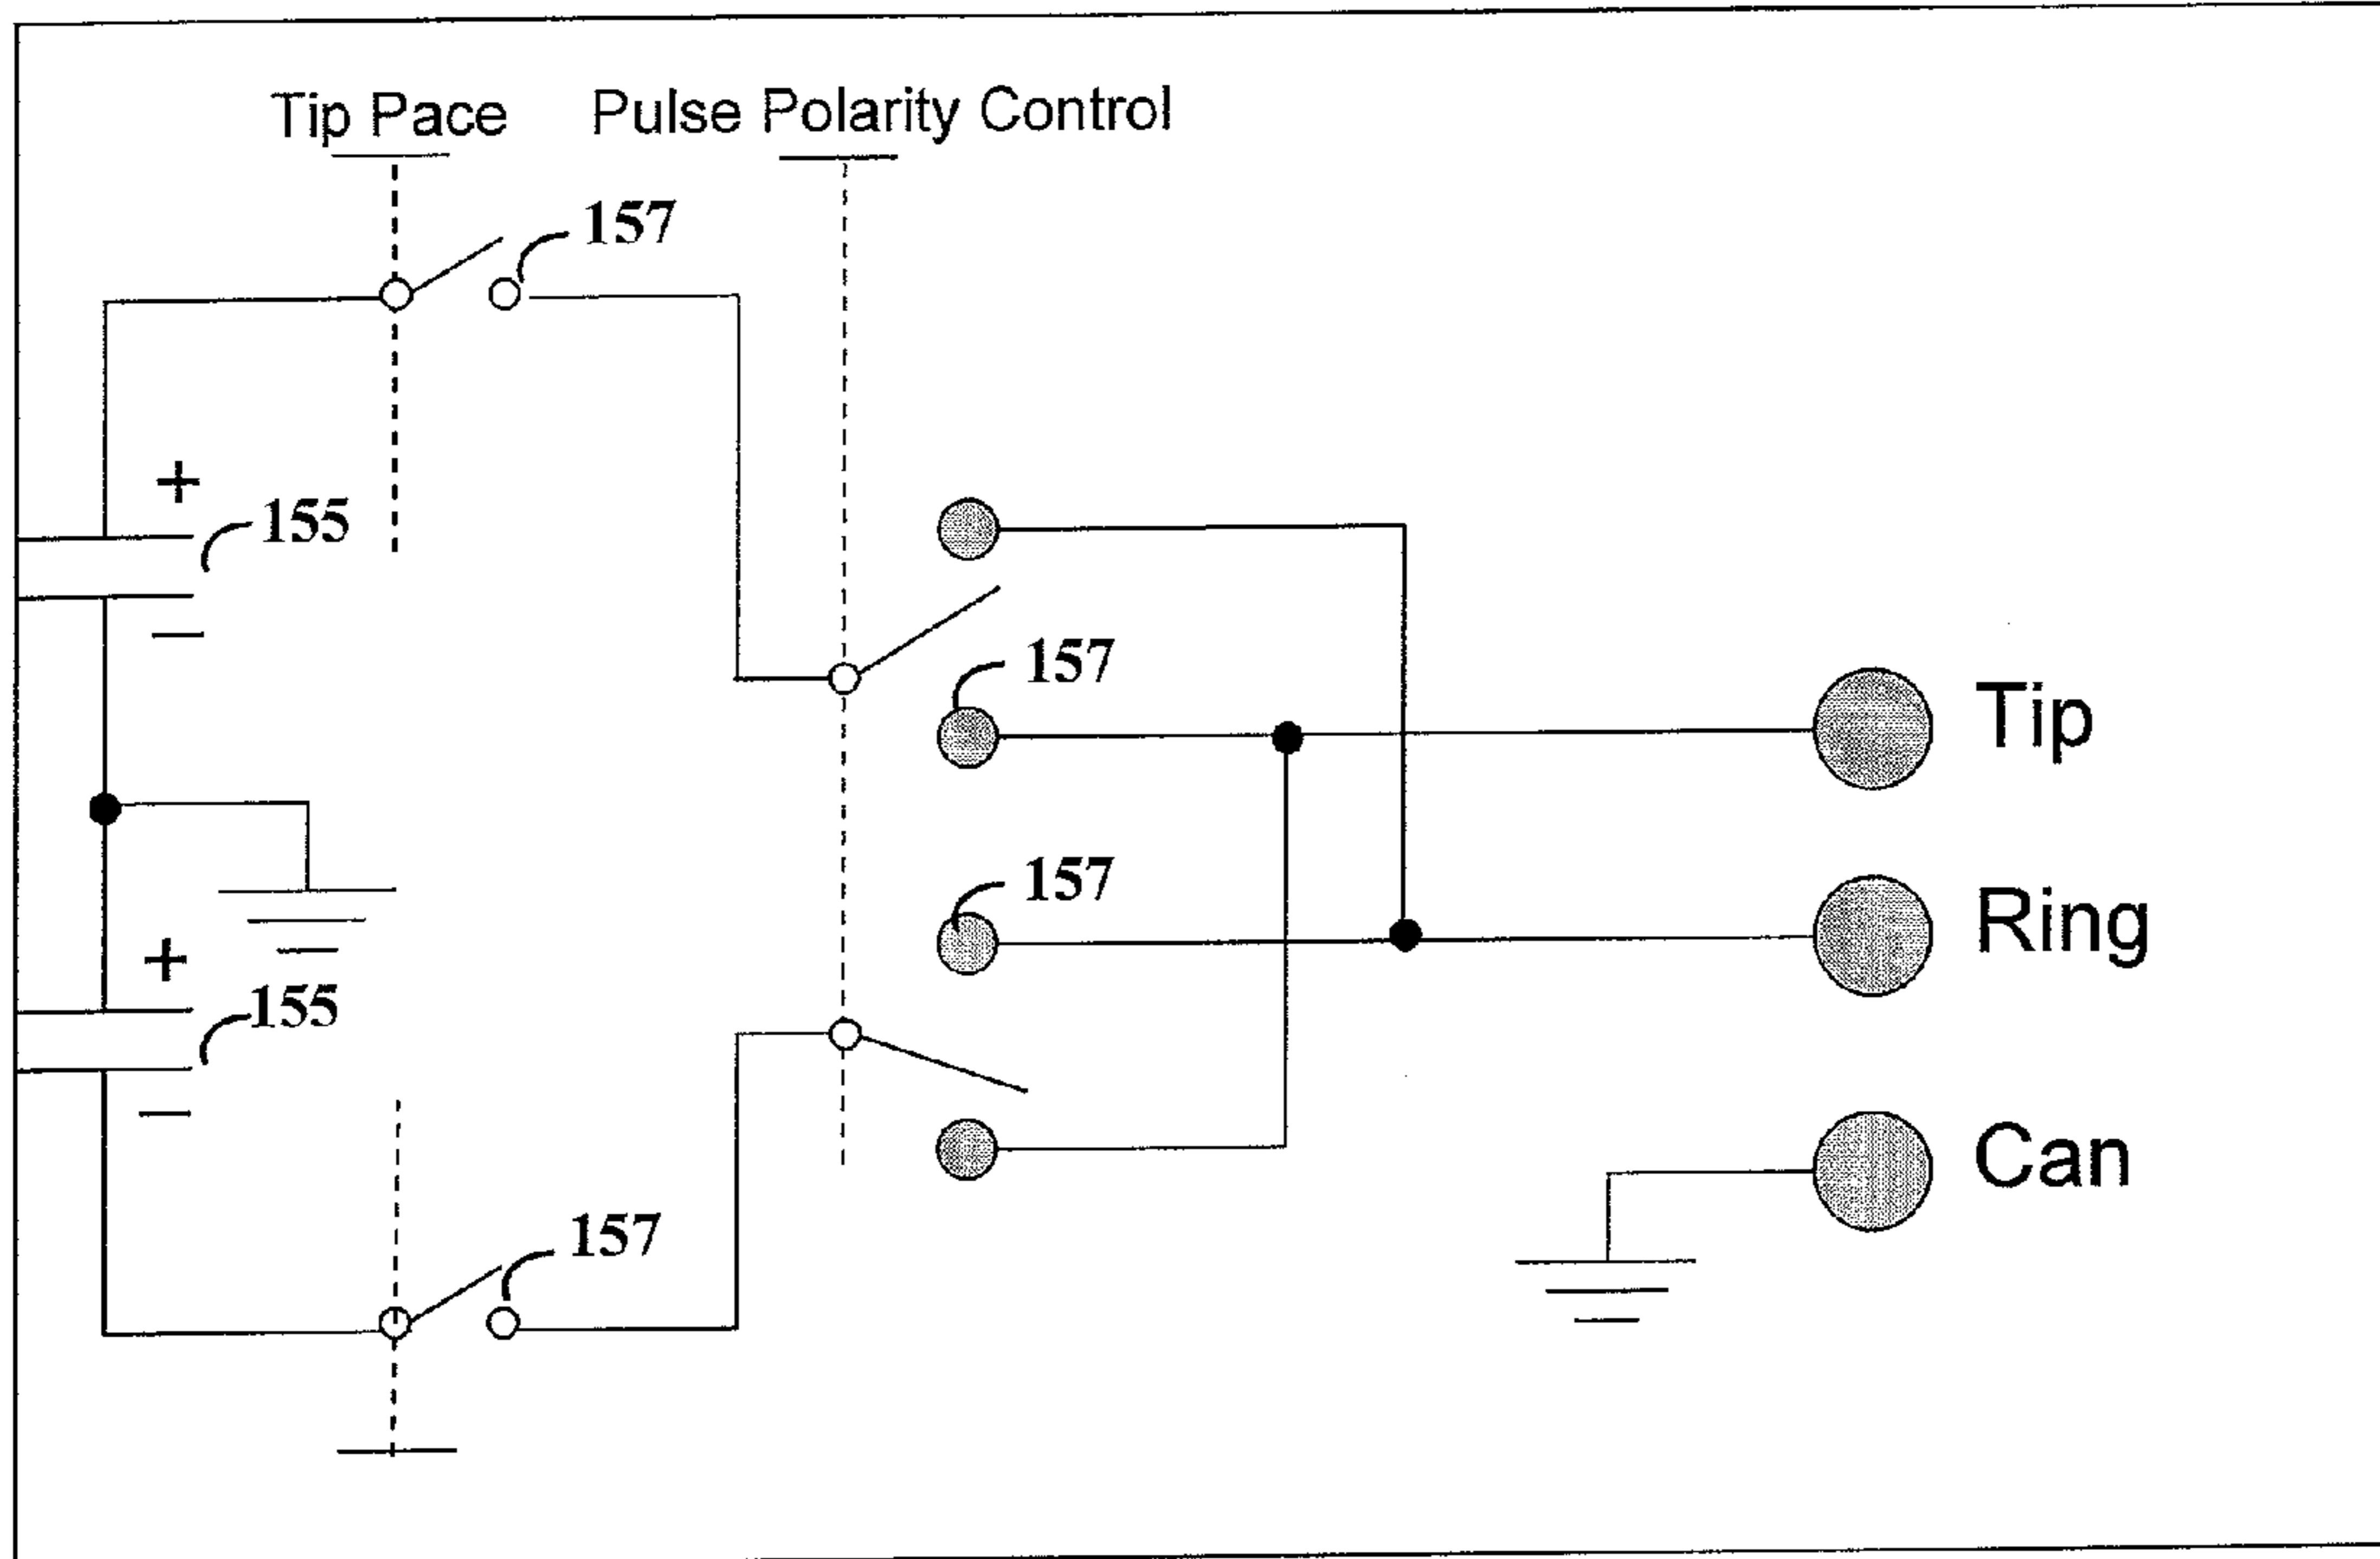 Tip Pace
Pulse Polarity Control
157
+
155
−
157
Tip
157
Ring
+
155
−
Can
157